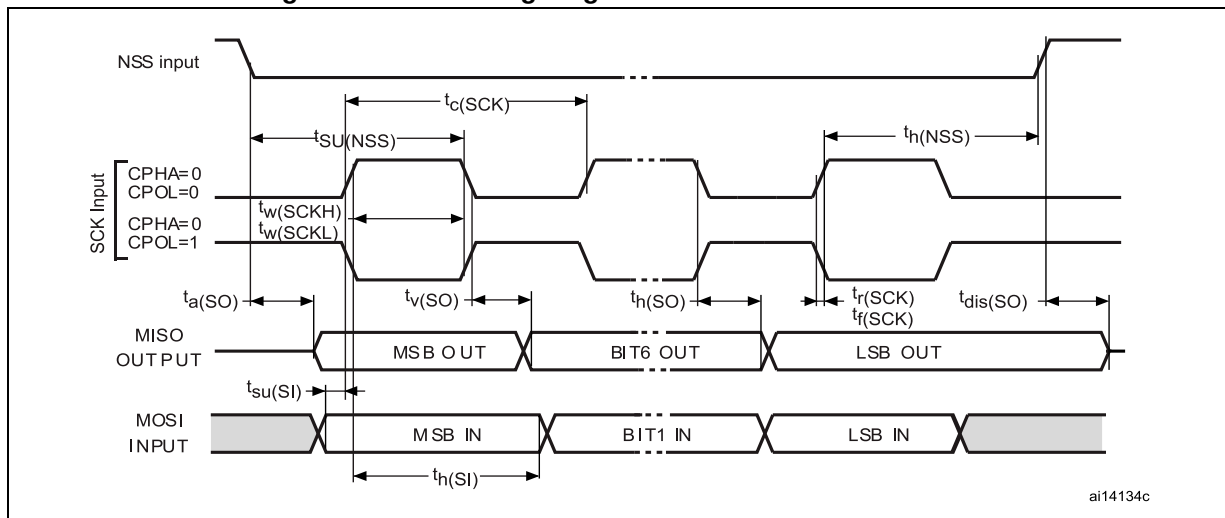 NSS input
tc(SCK)
tSU(NSS)
th(NSS)
SCK Input
CPHA=0
CPOL=0
CPHA=0
CPOL=1
tw(SCKH)
tw(SCKL)
ta(SO)
tv(SO)
th(SO)
tr(SCK)
tf(SCK)
tdis(SO)
MISO
OUTPUT
MSB OUT
BIT6 OUT
LSB OUT
tsu(SI)
MOSI
INPUT
MSB IN
BIT1 IN
LSB IN
th(SI)
ai14134c